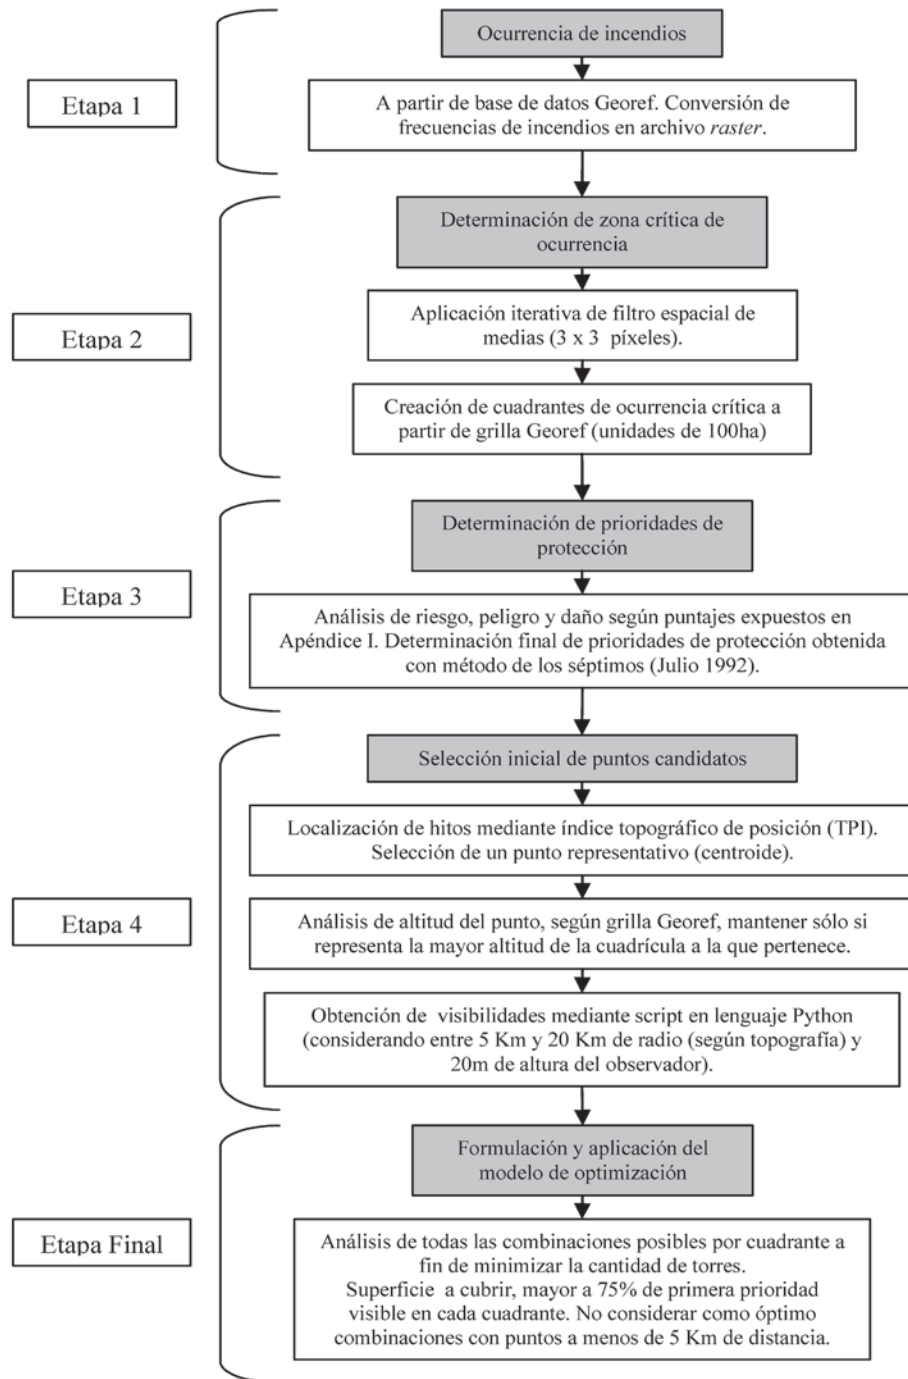 Ocurrencia de incendios
Etapa 1
A partir de base de datos Georef. Conversión de
frecuencias de incendios en archivo raster.
Determinación de zona crítica de
ocurrencia
Etapa 2
Aplicación iterativa de filtro espacial de
medias (3 x 3 píxeles).
Creación de cuadrantes de ocurrencia crítica a
partir de grilla Georef (unidades de 100ha)
Determinación de prioridades de
protección
Etapa 3
Análisis de riesgo, peligro y daño según puntajes expuestos en
Apéndice I. Determinación final de prioridades de protección obtenida
con método de los séptimos (Julio 1992).
Selección inicial de puntos candidatos
Localización de hitos mediante índice topográfico de posición (TPI).
Selección de un punto representativo (centroide).
Etapa 4
Análisis de altitud del punto, según grilla Georef, mantener sólo si
representa la mayor altitud de la cuadrícula a la que pertenece.
Obtención de visibilidades mediante script en lenguaje Python
(considerando entre 5 Km y 20 Km de radio (según topografía) y
20m de altura del observador).
Formulación y aplicación del
modelo de optimización
Etapa Final
Análisis de todas las combinaciones posibles por cuadrante a
fin de minimizar la cantidad de torres.
Superficie a cubrir, mayor a 75% de primera prioridad
visible en cada cuadrante. No considerar como óptimo
combinaciones con puntos a menos de 5 Km de distancia.